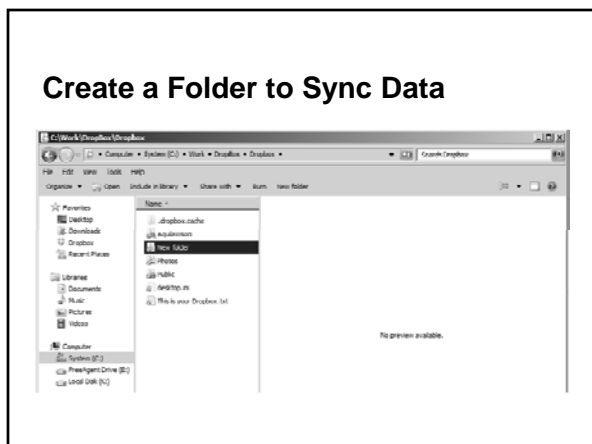 Create a Folder to Sync Data
C:\Work\DropBox\Dropbox
Computer • System (C:) • Work • DropBox • Dropbox •
Search Dropbox
File Edit View Tools Help
Organize Open Include in library Share with Burn New folder
Favorites
Desktop
Downloads
Dropbox
Recent Places
Libraries
Documents
Music
Pictures
Videos
Computer
System (C:)
FreeAgent Drive (E:)
Local Disk (K:)
Name
.dropbox.cache
New folder
Photos
Public
desktop.ini
This is your Dropbox.txt
No preview available.